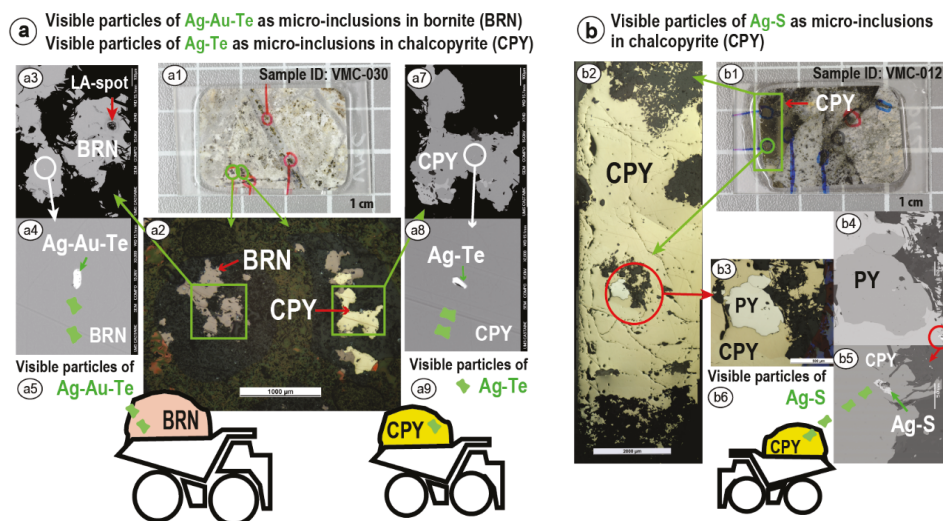 a
Visible particles of Ag-Au-Te as micro-inclusions in bornite (BRN)
Visible particles of Ag-Te as micro-inclusions in chalcopyrite (CPY)
a3
LA-spot
BRN
a1
Sample ID: VMC-030
1 cm
a7
CPY
a4
Ag-Au-Te
BRN
a2
BRN
CPY
1000 µm
a8
Ag-Te
CPY
Visible particles of
a5
Ag-Au-Te
BRN
Visible particles of
a9
Ag-Te
CPY
b
Visible particles of Ag-S as micro-inclusions
in chalcopyrite (CPY)
b2
CPY
b1
Sample ID: VMC-012
CPY
1 cm
b3
PY
CPY
b4
PY
b5
CPY
Ag-S
Visible particles of
b6
Ag-S
CPY